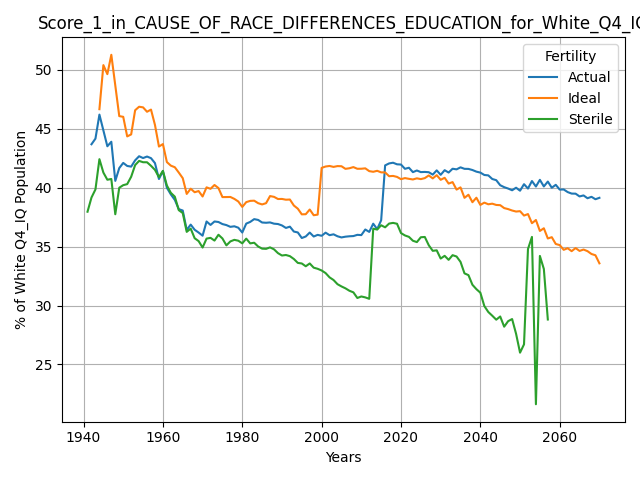 Score_1_in_CAUSE_OF_RACE_DIFFERENCES_EDUCATION_for_White_Q4_IQ
Fertility
Actual
Ideal
Sterile
% of White Q4_IQ Population
50
45
40
35
30
25
1940 1960 1980 2000 2020 2040 2060
Years